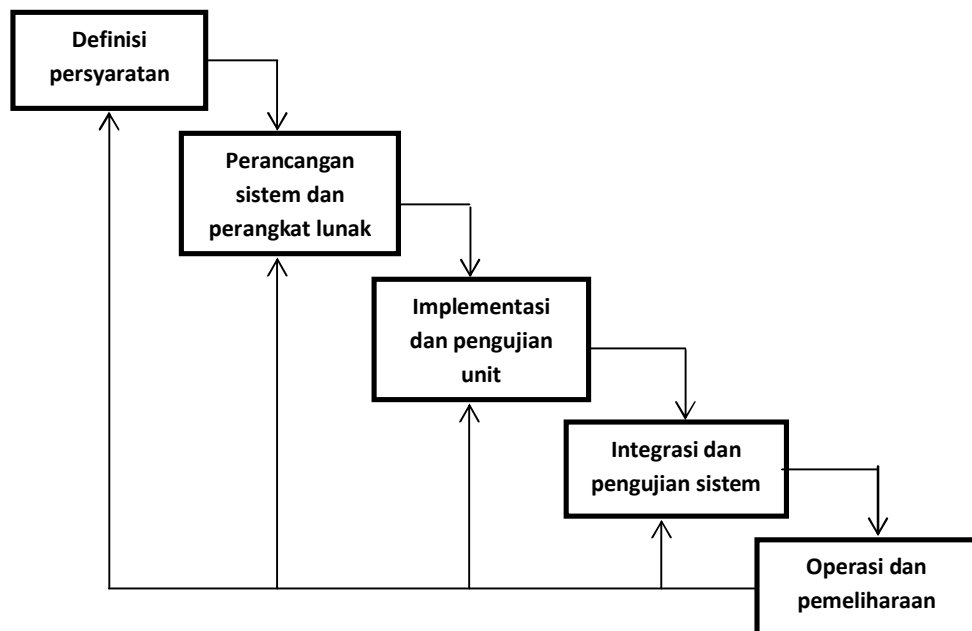 Definisi
persyaratan
Perancangan
sistem dan
perangkat lunak
Implementasi
dan pengujian
unit
Integrasi dan
pengujian sistem
Operasi dan
pemeliharaan